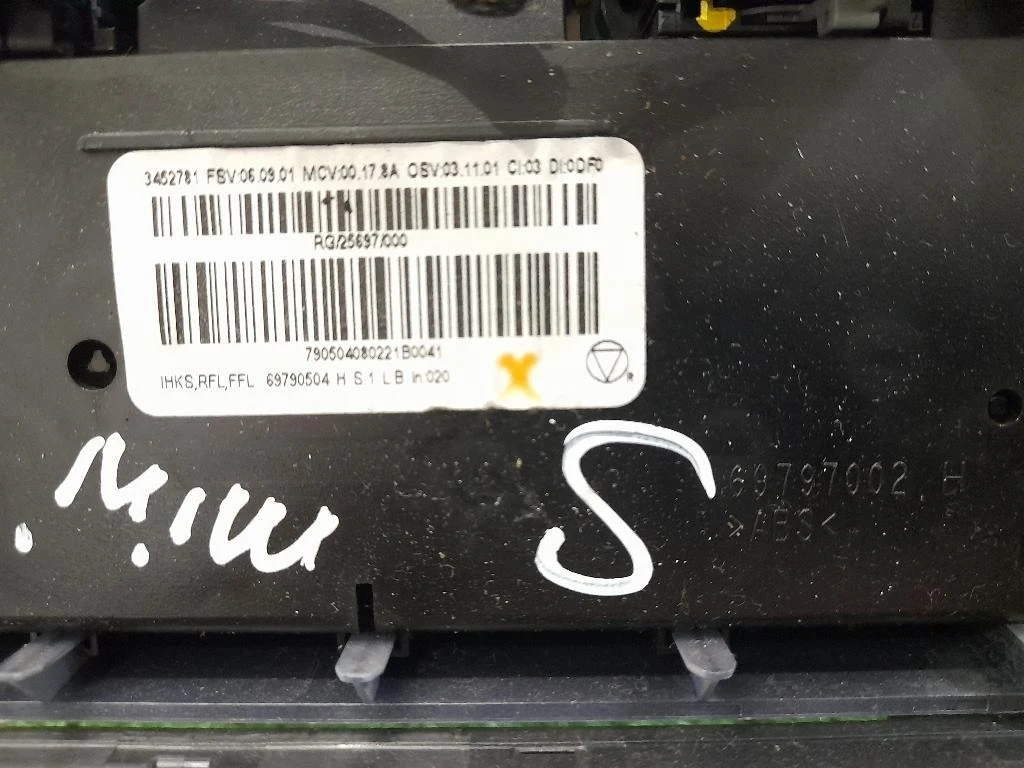 3452781 FSV:06.09.01 MCV:00.17.8A OSV:03.11.01 CI:03 DI:0DF0
RG/25697/000
790504080221B0041
IHKS,RFL,FFL 69790504 H S:1 L B in:020
X
R
S
69797002 H
>ABS<